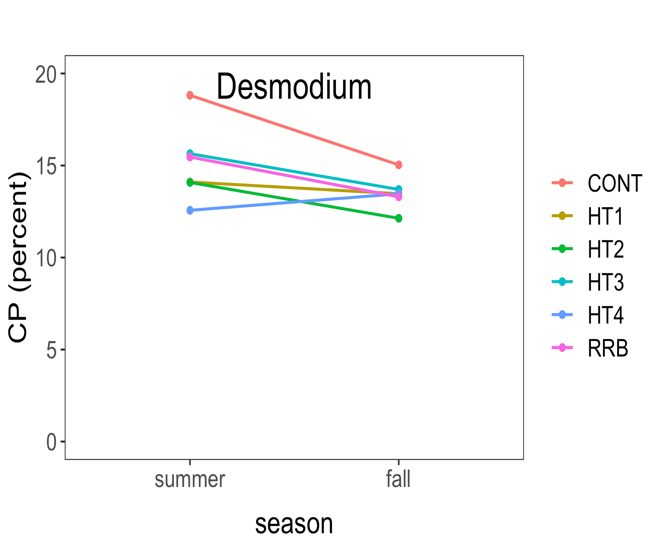 Desmodium
20
15
10
5
0
CP (percent)
summer fall
season
CONT
HT1
HT2
HT3
HT4
RRB